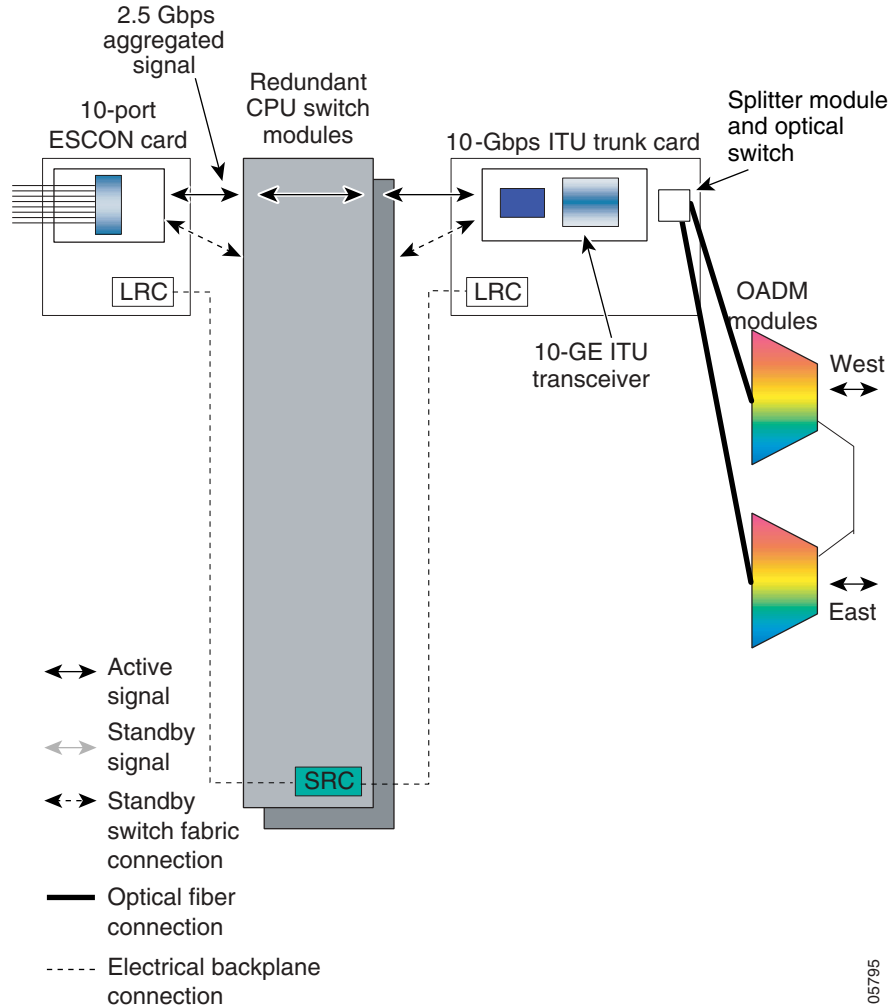 2.5 Gbps
aggregated
signal
10-port
ESCON card
Redundant
CPU switch
modules
10-Gbps ITU trunk card
Splitter module
and optical
switch
LRC
LRC
10-GE ITU
transceiver
OADM
modules
West
East
SRC
Active
signal
Standby
signal
Standby
switch fabric
connection
Optical fiber
connection
Electrical backplane
connection
05795